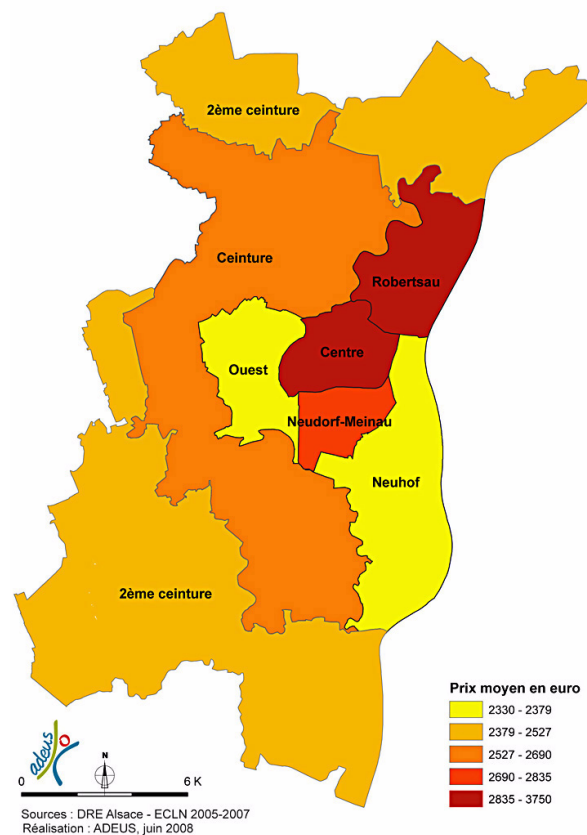 2ème ceinture
Ceinture
Robertsau
Ouest
Centre
Neudorf-Meinau
Neuhof
2ème ceinture
Prix moyen en euro
2330 - 2379
2379 - 2527
2527 - 2690
2690 - 2835
2835 - 3750
adeus
N
0 6 K
Sources : DRE Alsace - ECLN 2005-2007
Réalisation : ADEUS, juin 2008